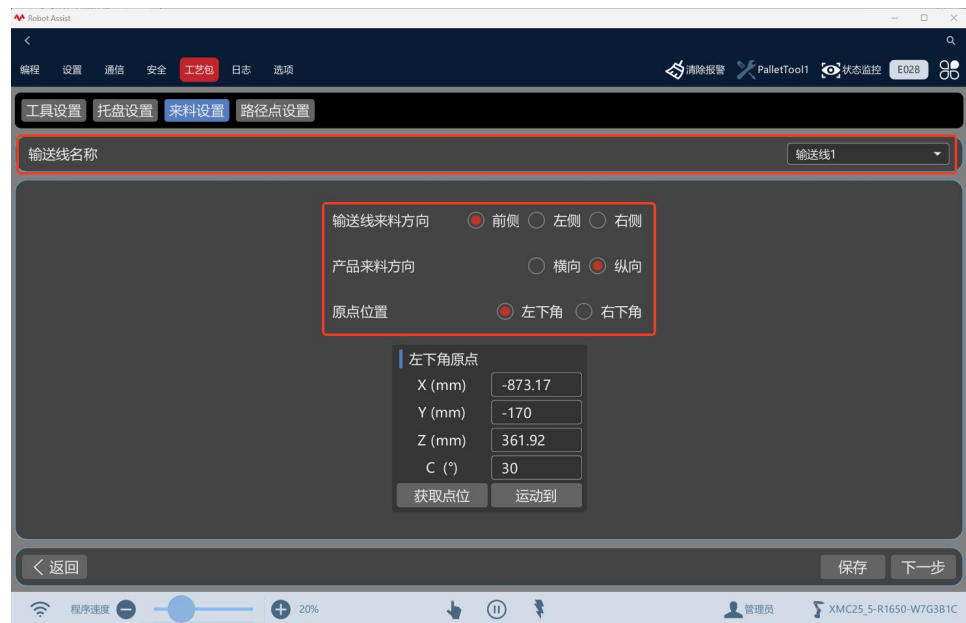 Robot Assist
编程 设置 通信 安全 工艺包 日志 选项 清除报警 PalletTool1 状态监控 E028
工具设置 托盘设置 来料设置 路径点设置
输送线名称 输送线1
输送线来料方向 前侧 左侧 右侧
产品来料方向 横向 纵向
原点位置 左下角 右下角
左下角原点
X (mm) -873.17
Y (mm) -170
Z (mm) 361.92
C (°) 30
获取点位 运动到
返回 保存 下一步
程序速度 20% 管理员 XMC25_5-R1650-W7G3B1C